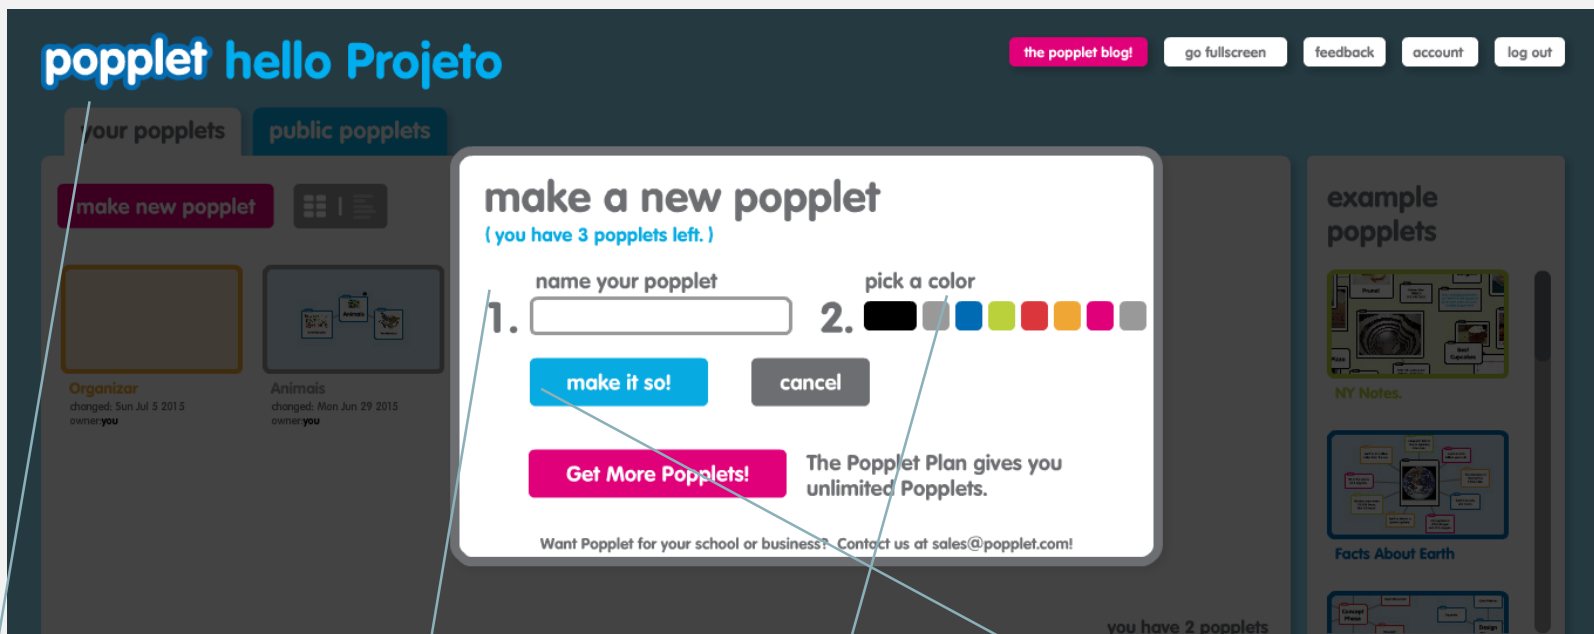 popplet hello Projeto
the popplet blog!
go fullscreen
feedback
account
log out
your popplets
public popplets
make new popplet
Organizar
changed: Sun Jul 5 2015
owner:you
Animais
changed: Mon Jun 29 2015
owner:you
make a new popplet
( you have 3 popplets left. )
name your popplet
1.
pick a color
2.
make it so!
cancel
Get More Popplets!
The Popplet Plan gives you
unlimited Popplets.
Want Popplet for your school or business? Contact us at sales@popplet.com!
example
popplets
NY Notes.
Facts About Earth
Concept
Phase
Design
you have 2 popplets